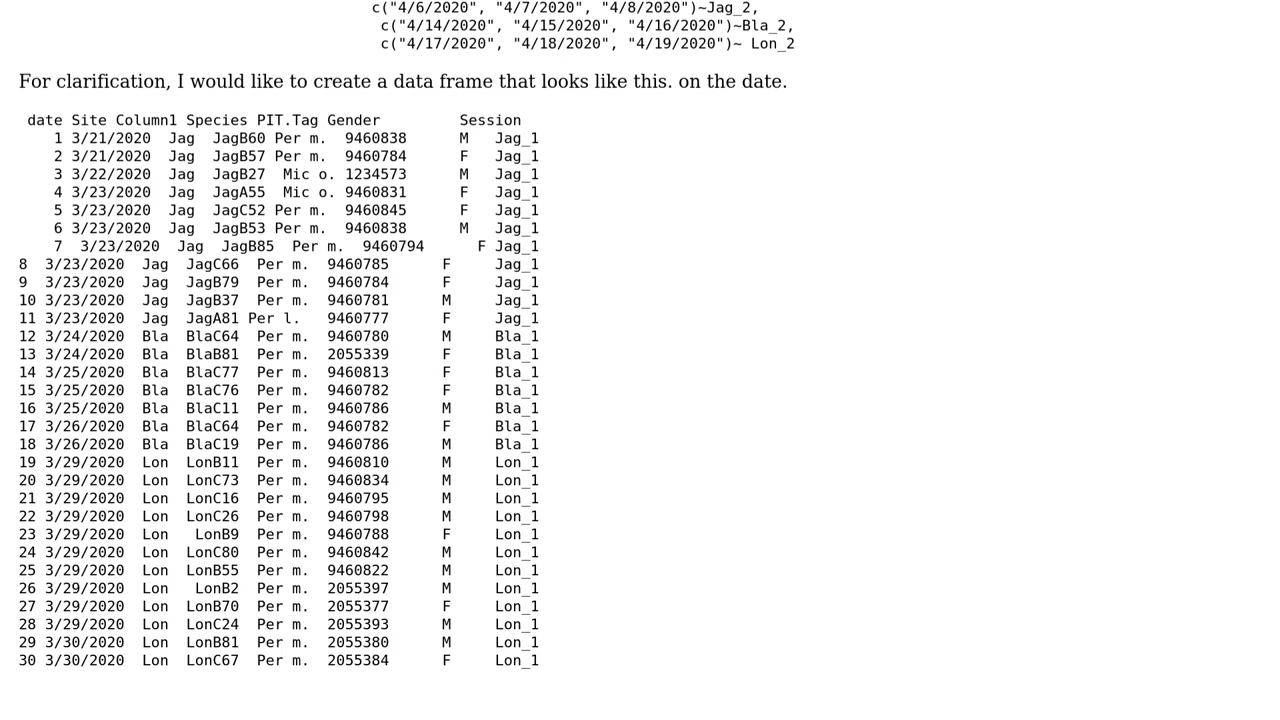 c("4/6/2020", "4/7/2020", "4/8/2020")~Jag_2,
c("4/14/2020", "4/15/2020", "4/16/2020")~Bla_2,
c("4/17/2020", "4/18/2020", "4/19/2020")~ Lon_2
For clarification, I would like to create a data frame that looks like this. on the date.
date Site Column1 Species PIT.Tag Gender Session
1 3/21/2020 Jag JagB60 Per m. 9460838 M Jag_1
2 3/21/2020 Jag JagB57 Per m. 9460784 F Jag_1
3 3/22/2020 Jag JagB27 Mic o. 1234573 M Jag_1
4 3/23/2020 Jag JagA55 Mic o. 9460831 F Jag_1
5 3/23/2020 Jag JagC52 Per m. 9460845 F Jag_1
6 3/23/2020 Jag JagB53 Per m. 9460838 M Jag_1
7 3/23/2020 Jag JagB85 Per m. 9460794 F Jag_1
8 3/23/2020 Jag JagC66 Per m. 9460785 F Jag_1
9 3/23/2020 Jag JagB79 Per m. 9460784 F Jag_1
10 3/23/2020 Jag JagB37 Per m. 9460781 M Jag_1
11 3/23/2020 Jag JagA81 Per l. 9460777 F Jag_1
12 3/24/2020 Bla BlaC64 Per m. 9460780 M Bla_1
13 3/24/2020 Bla BlaB81 Per m. 2055339 F Bla_1
14 3/25/2020 Bla BlaC77 Per m. 9460813 F Bla_1
15 3/25/2020 Bla BlaC76 Per m. 9460782 F Bla_1
16 3/25/2020 Bla BlaC11 Per m. 9460786 M Bla_1
17 3/26/2020 Bla BlaC64 Per m. 9460782 F Bla_1
18 3/26/2020 Bla BlaC19 Per m. 9460786 M Bla_1
19 3/29/2020 Lon LonB11 Per m. 9460810 M Lon_1
20 3/29/2020 Lon LonC73 Per m. 9460834 M Lon_1
21 3/29/2020 Lon LonC16 Per m. 9460795 M Lon_1
22 3/29/2020 Lon LonC26 Per m. 9460798 M Lon_1
23 3/29/2020 Lon LonB9 Per m. 9460788 F Lon_1
24 3/29/2020 Lon LonC80 Per m. 9460842 M Lon_1
25 3/29/2020 Lon LonB55 Per m. 9460822 M Lon_1
26 3/29/2020 Lon LonB2 Per m. 2055397 M Lon_1
27 3/29/2020 Lon LonB70 Per m. 2055377 F Lon_1
28 3/29/2020 Lon LonC24 Per m. 2055393 M Lon_1
29 3/30/2020 Lon LonB81 Per m. 2055380 M Lon_1
30 3/30/2020 Lon LonC67 Per m. 2055384 F Lon_1